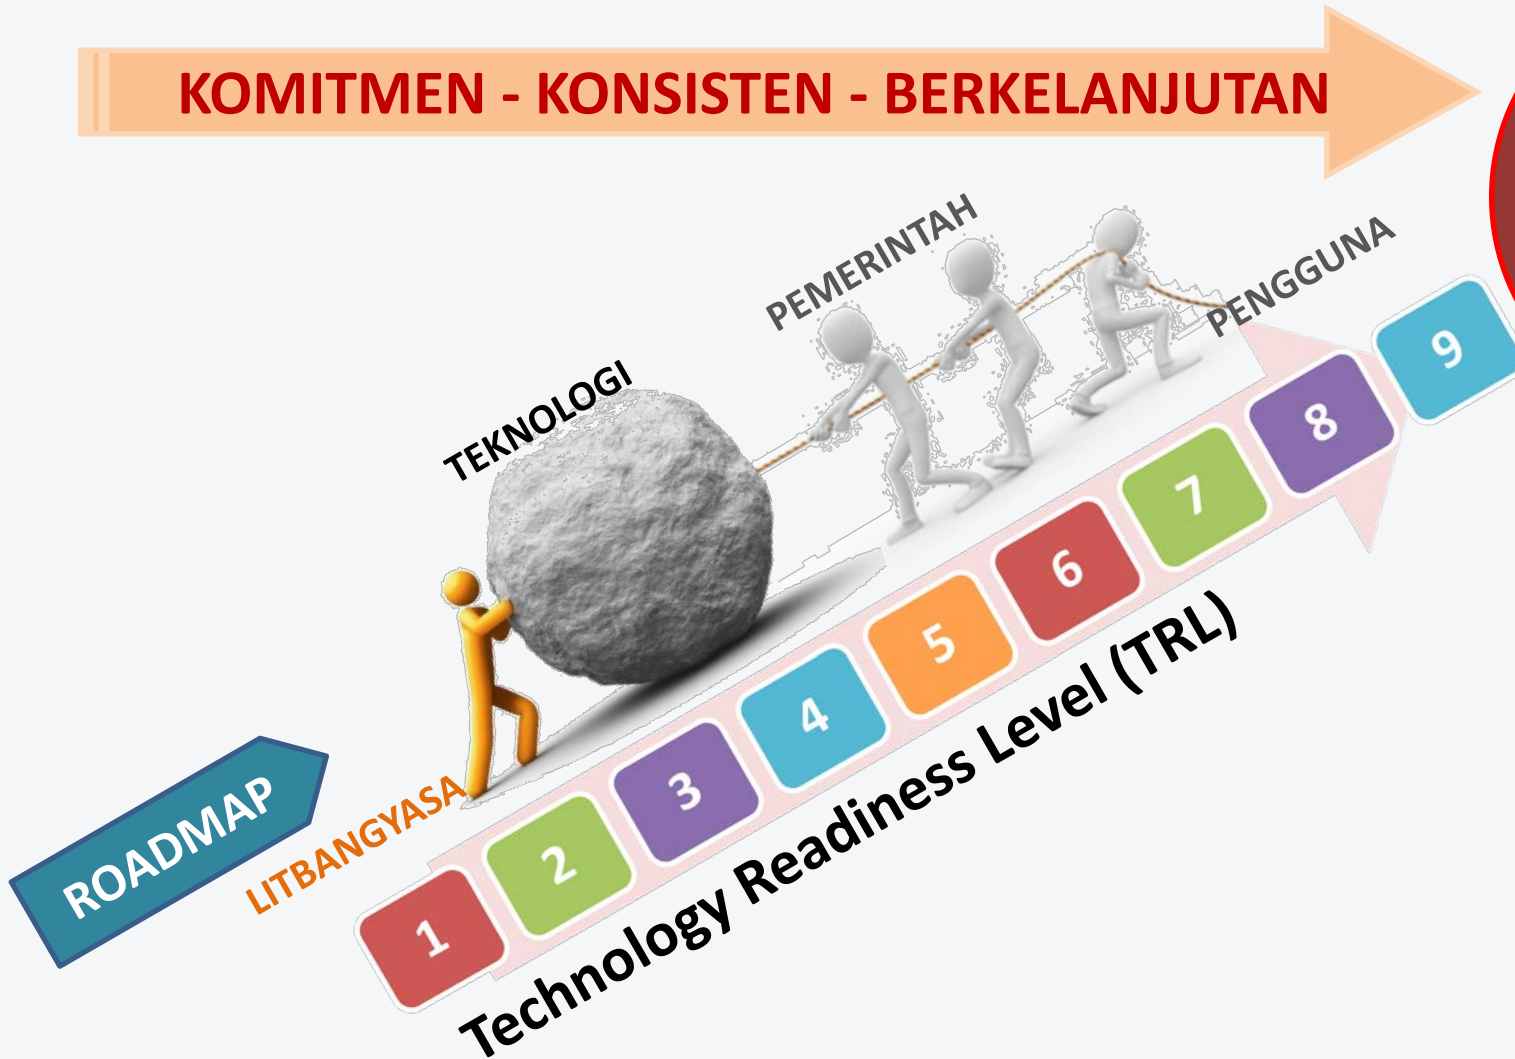 KOMITMEN - KONSISTEN - BERKELANJUTAN
PEMERINTAH
PENGGUNA
TEKNOLOGI
ROADMAP
LITBANGYASA
1
2
3
4
5
6
7
8
9
Technology Readiness Level (TRL)